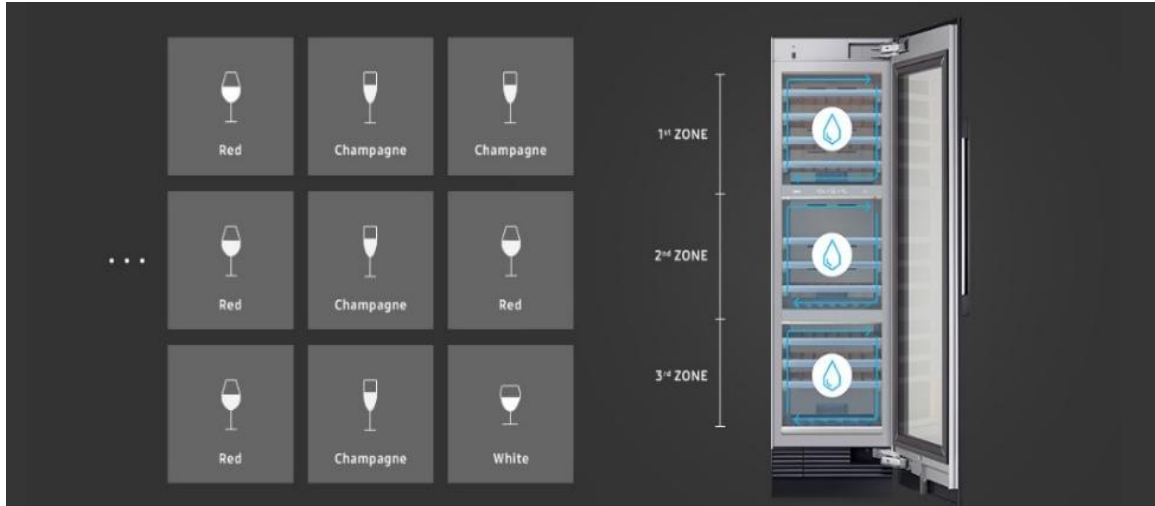 Red
Champagne
Champagne
1st ZONE
...
Red
Champagne
Red
2nd ZONE
Red
Champagne
White
3rd ZONE